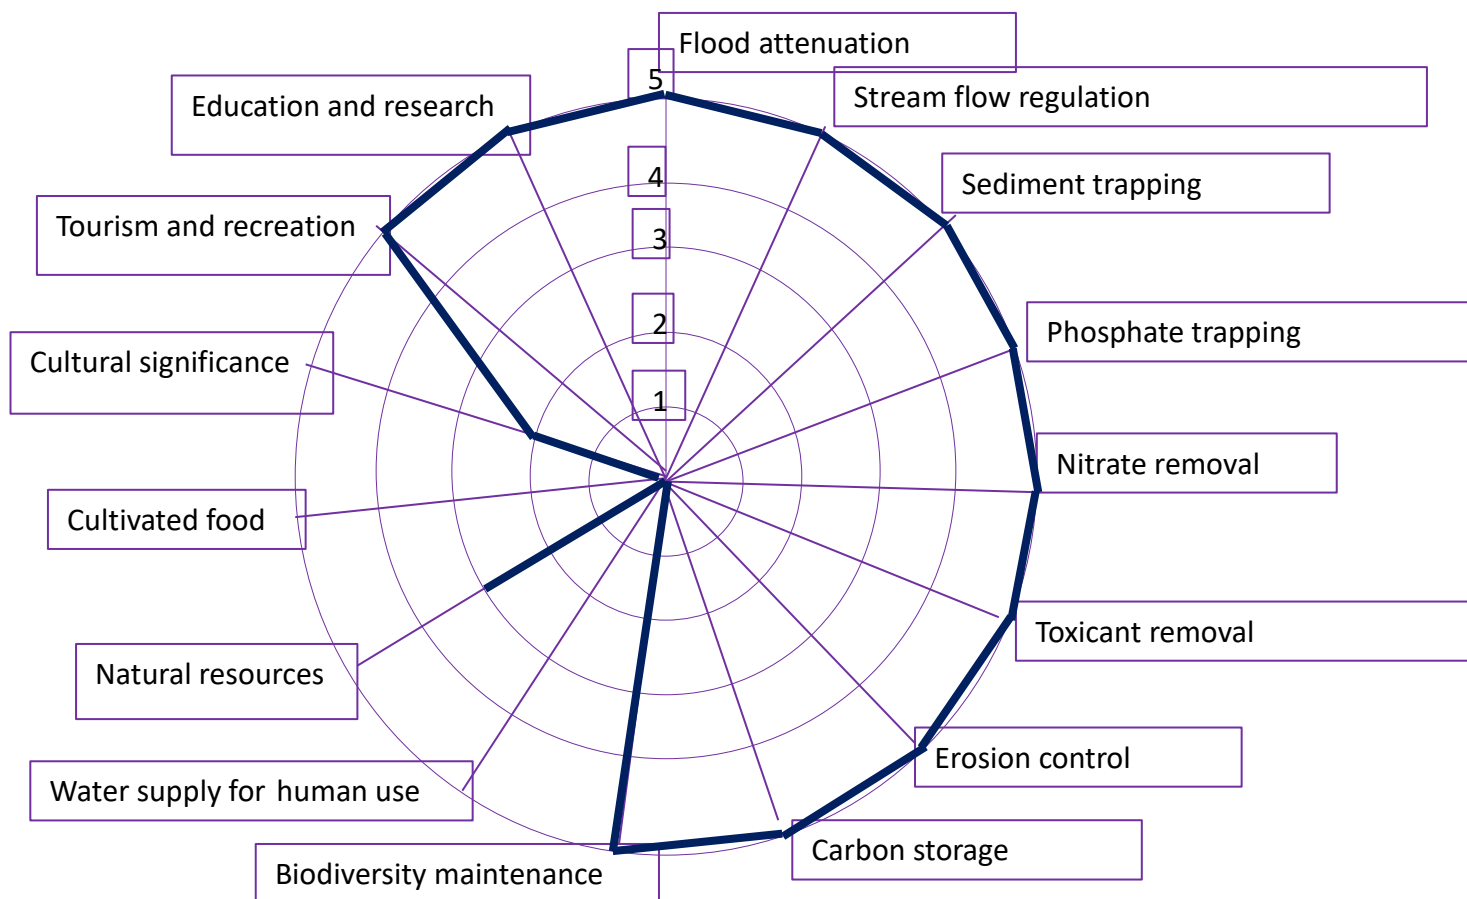 Flood attenuation
5
Stream flow regulation
Education and research
4
Sediment trapping
Tourism and recreation
3
2
Phosphate trapping
Cultural significance
1
Nitrate removal
Cultivated food
Toxicant removal
Natural resources
Erosion control
Water supply for human use
Carbon storage
Biodiversity maintenance